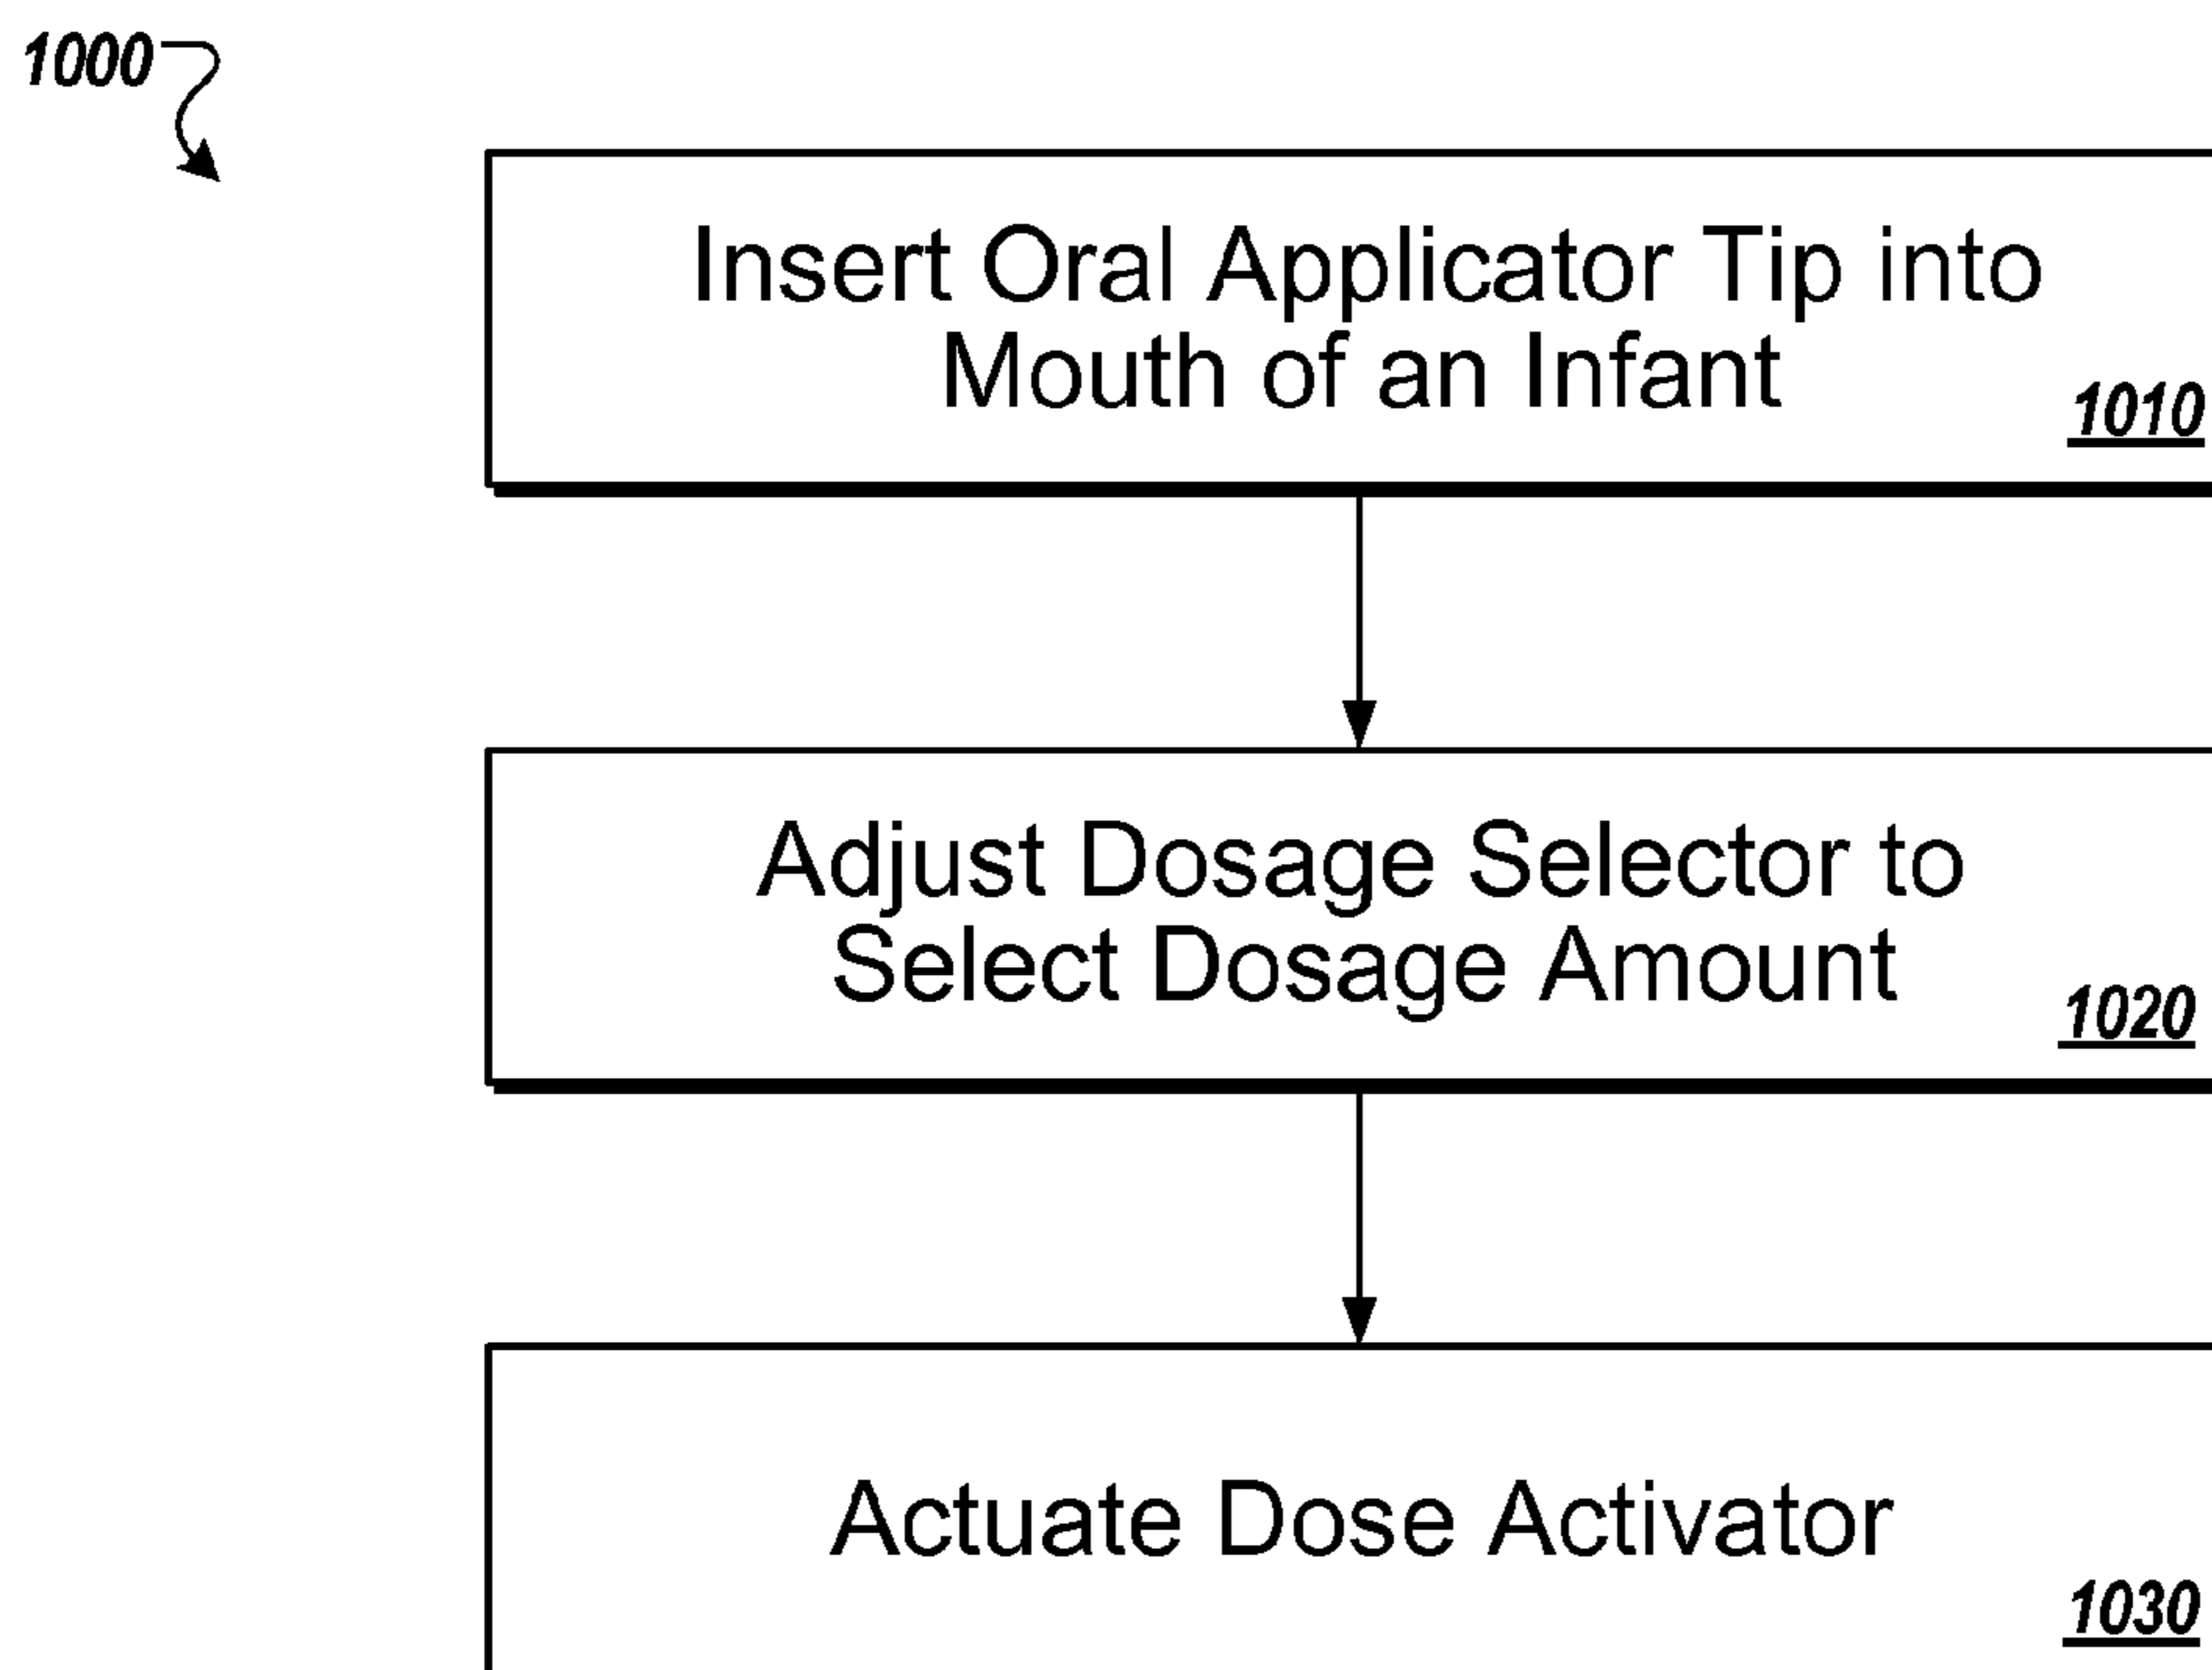 1000
Insert Oral Applicator Tip into
Mouth of an Infant
1010
Adjust Dosage Selector to
Select Dosage Amount
1020
Actuate Dose Activator
1030